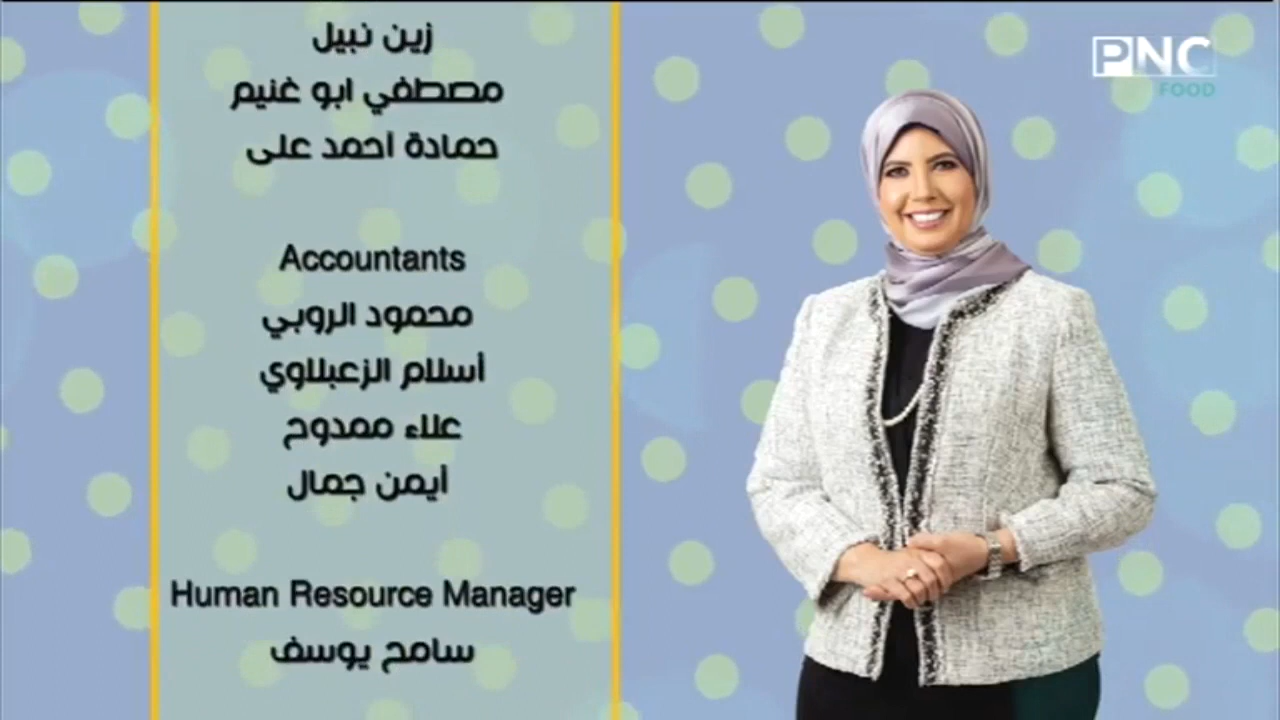 زين نبيل
مصطفي ابو غنيم
حمادة احمد على
Accountants
محمود الروبي
أسلام الزعبلاوي
علاء ممدوح
أيمن جمال
Human Resource Manager
سامح يوسف
PNC
FOOD